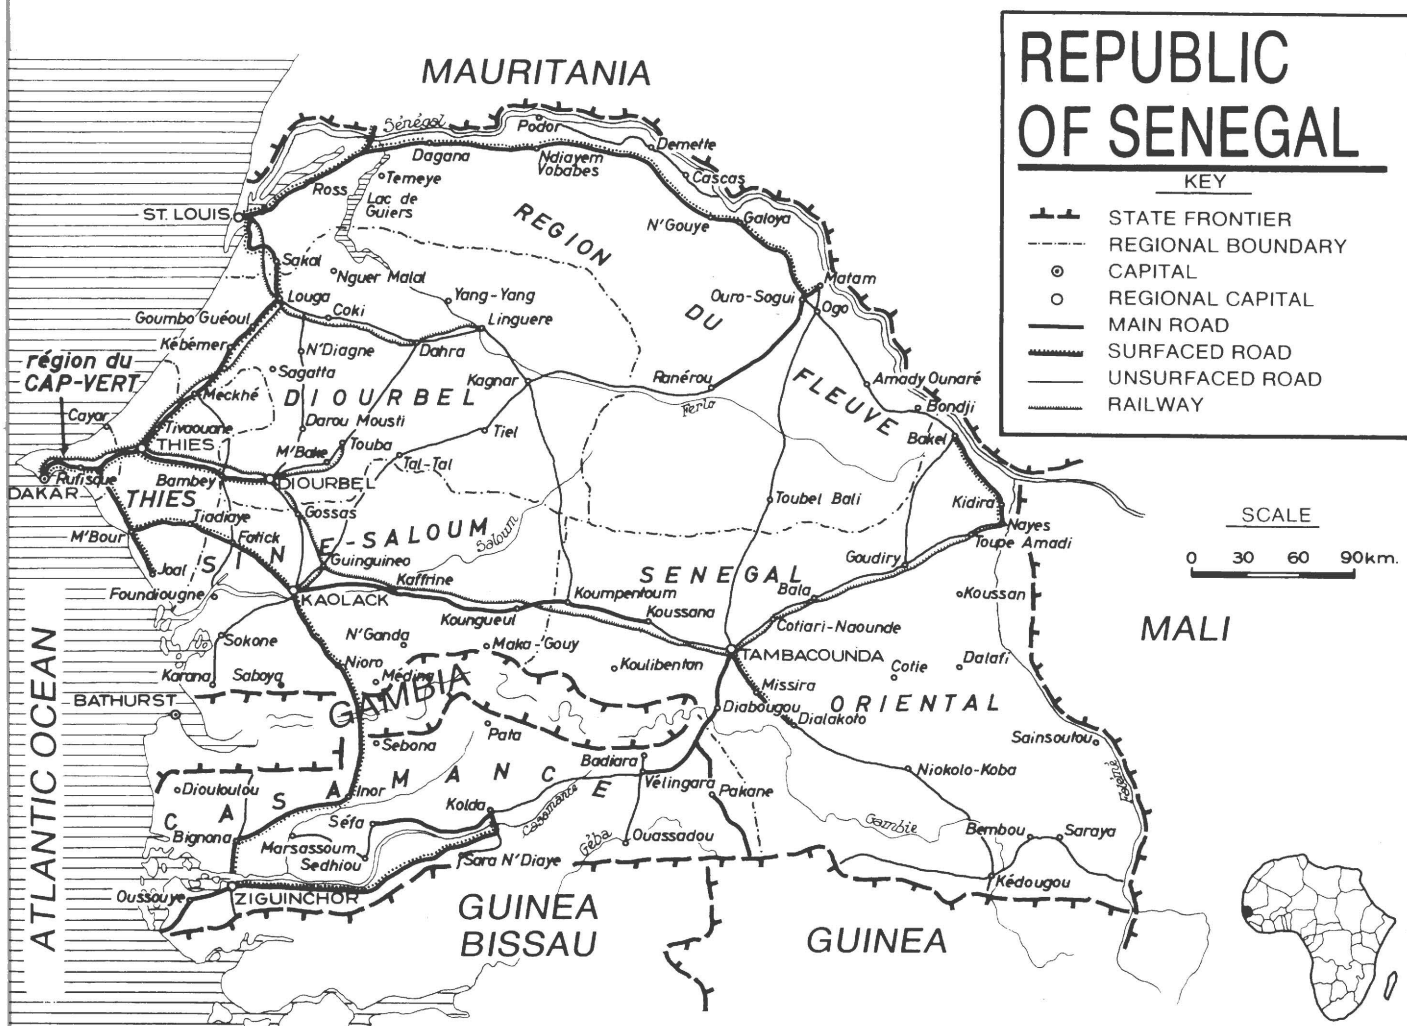 REPUBLIC
OF SENEGAL
KEY
STATE FRONTIER
REGIONAL BOUNDARY
CAPITAL
REGIONAL CAPITAL
MAIN ROAD
SURFACED ROAD
UNSURFACED ROAD
RAILWAY
SCALE
0 30 60 90 km.
MAURITANIA
Sénégal
Podor
Demette
Dagana
Ndiayem
Vobabes
Cascas
Ross
Temeye
Lac de
Guiers
ST. LOUIS
REGION
N'Gouye
Galoya
Sakal
Nguer Malal
Matam
Louga
Coki
Yang-Yang
Linguere
Ouro-Sogui
Ogo
DU
Goumbo Guéoul
Kébémer
N'Diagne
Dahra
région du
CAP-VERT
Sagatta
DIOURBEL
Kagnar
Ranérou
Ferlo
FLEUVE
Amady Ounaré
Bondji
Meckhé
Cayar
Tivaouane
THIES
Darou Mousti
M'Bake
Touba
Tiel
Bakel
Tal-Tal
DAKAR
Rufisque
THIES
Bambey
DIOURBEL
Gossas
Toubel Bali
Kidira
Nayes
Toupe Amadi
M'Bour
Tiadiaye
Fatick
SINE-SALOUM
Saloum
Guinguineo
Goudiry
Joal
Foundiougne
KAOLACK
Kaffrine
Koungueul
Koumpentoum
SENEGAL
Bala
Koussana
Cotiari-Naounde
Koussan
MALI
Sokone
N'Ganda
Maka-Gouy
Koulibentan
TAMBACOUNDA
Cotie
Dalafi
Karana
Saboya
Nioro
Médina
Missira
BATHURST
GAMBIA
Diabougou
Dialakoto
ORIENTAL
Sebona
Pata
Sainsoutou
ATLANTIC OCEAN
Badiara
Niokolo-Koba
Faleme
Diouloulou
CASAMANCE
Inor
Vélingara
Pakane
Kolda
Casamance
Bignona
Séfa
Marsassoum
Sedhiou
Géba
Ouassadou
Gambie
Bembou
Saraya
Sara N'Diaye
Kédougou
Oussouye
ZIGUINCHOR
GUINEA
BISSAU
GUINEA